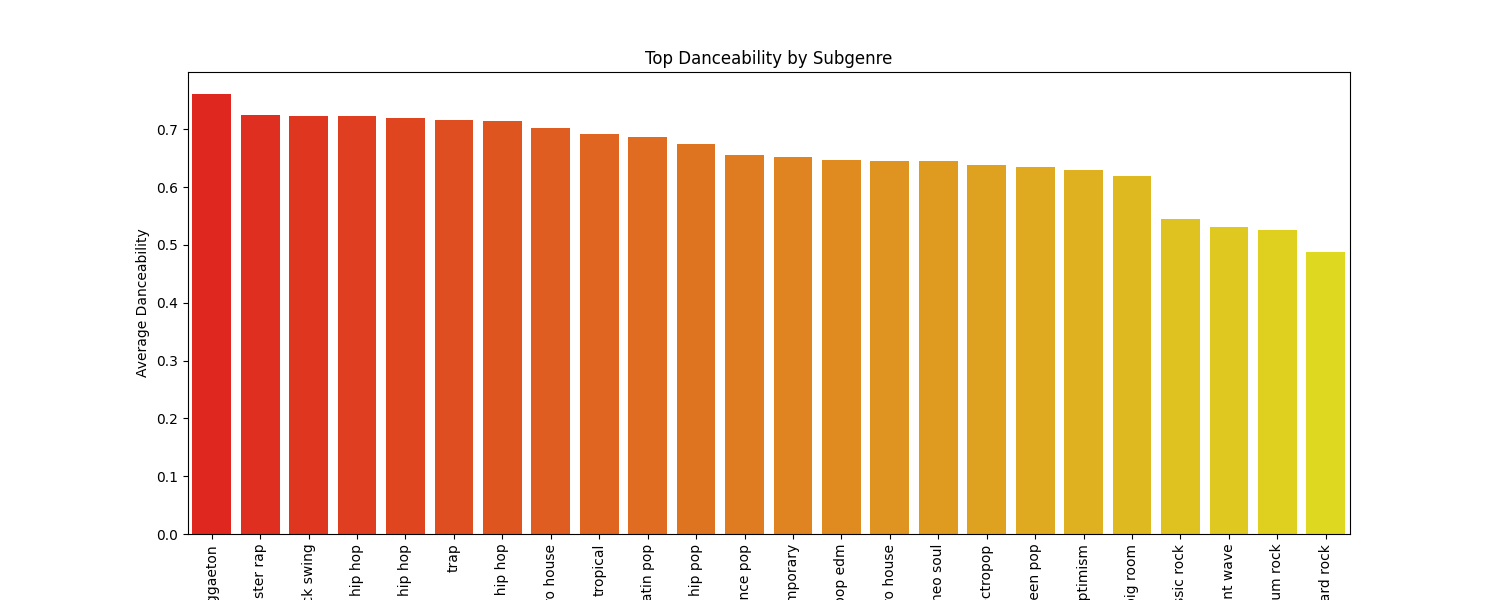 Top Danceability by Subgenre
Average Danceability
0.7
0.6
0.5
0.4
0.3
0.2
0.1
0.0
ggaeton
ster rap
ck swing
hip hop
hip hop
trap
hip hop
o house
tropical
atin pop
hip pop
nce pop
mporary
pop edm
o house
neo soul
ctropop
een pop
ptimism
big room
ssic rock
nt wave
um rock
ard rock